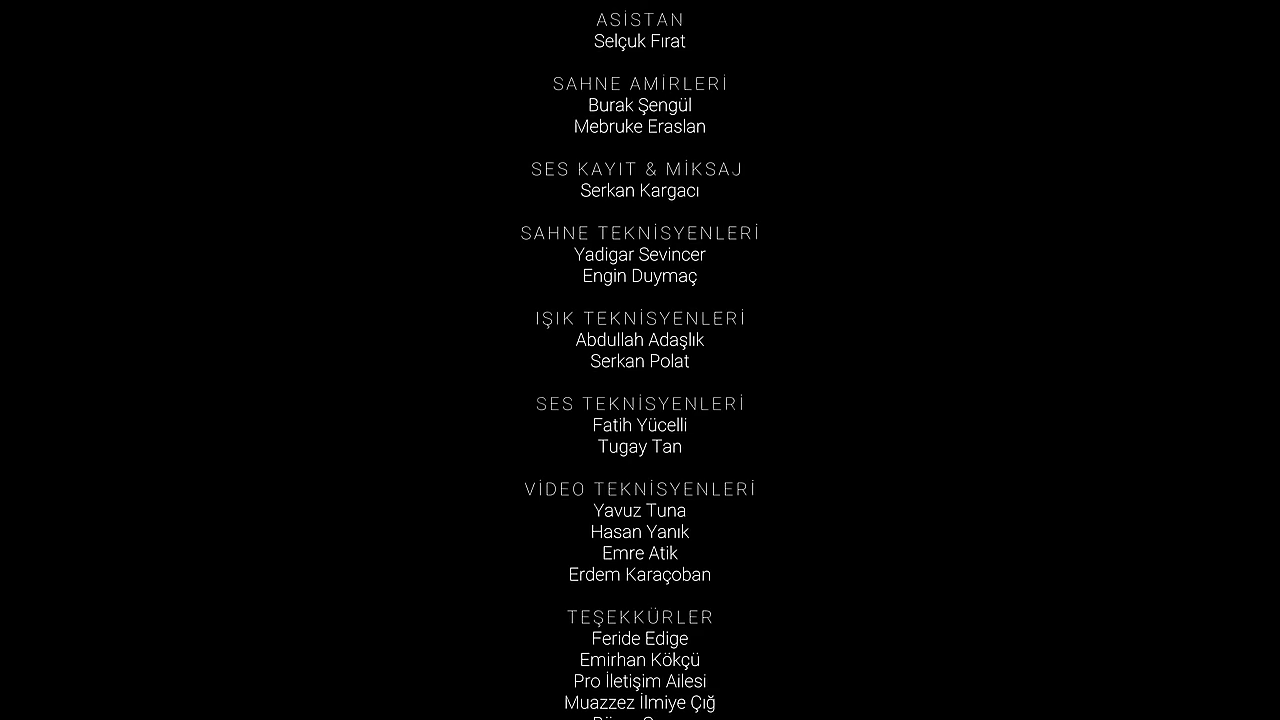 ASİSTAN
Selçuk Fırat
SAHNE AMİRLERİ
Burak Şengül
Mebruke Eraslan
SES KAYIT & MİKSAJ
Serkan Kargacı
SAHNE TEKNİSYENLERİ
Yadigar Sevincer
Engin Duymaç
IŞIK TEKNİSYENLERİ
Abdullah Adaşlık
Serkan Polat
SES TEKNİSYENLERİ
Fatih Yücelli
Tugay Tan
VİDEO TEKNİSYENLERİ
Yavuz Tuna
Hasan Yanık
Emre Atik
Erdem Karaçoban
TEŞEKKÜRLER
Feride Edige
Emirhan Kökçü
Pro İletişim Ailesi
Muazzez İlmiye Çığ